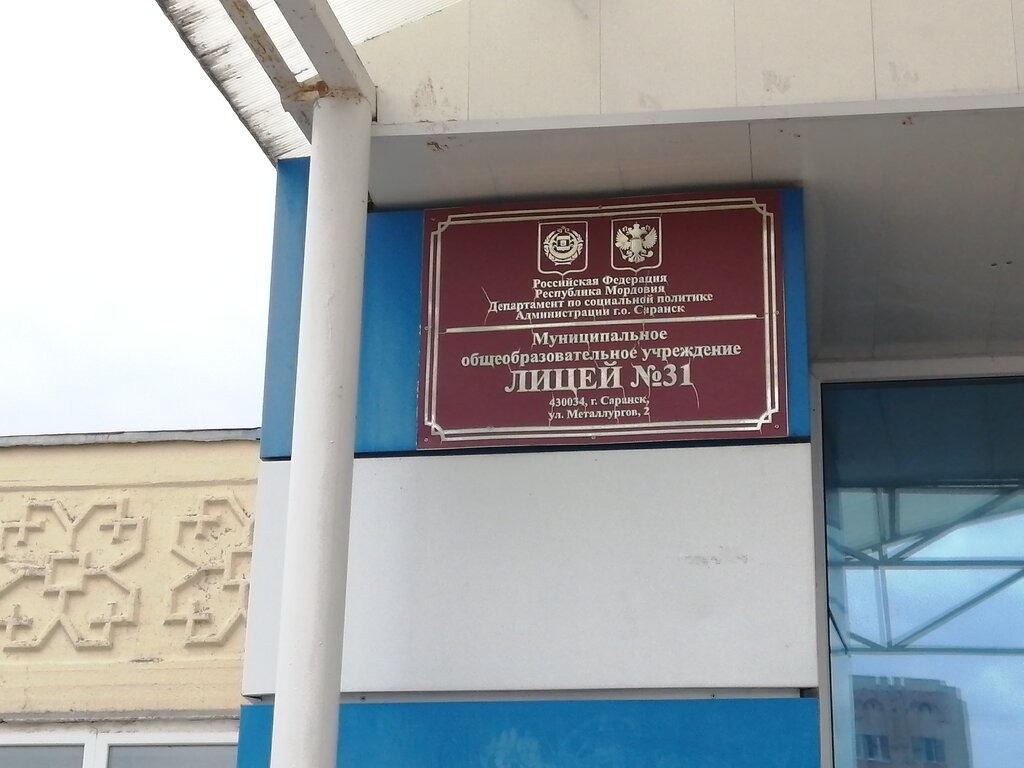 Российская Федерация
Республика Мордовия
Департамент по социальной политике
Администрации г.о. Саранск
Муниципальное
общеобразовательное учреждение
ЛИЦЕЙ №31
430034, г. Саранск,
ул. Металлургов, 2